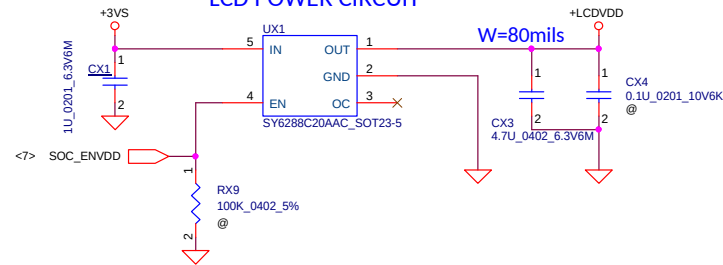 LCD POWER CIRCUIT
+3VS
+LCDVDD
UX1
W=80mils
5 IN OUT 1
GND 2
4 EN OC 3
SY6288C20AAC_SOT23-5
1
CX1
2
1U_0201_6.3V6M
1
CX3
2
4.7U_0402_6.3V6M
1
CX4
0.1U_0201_10V6K
@
2
<7> SOC_ENVDD
1
RX9
100K_0402_5%
@
2